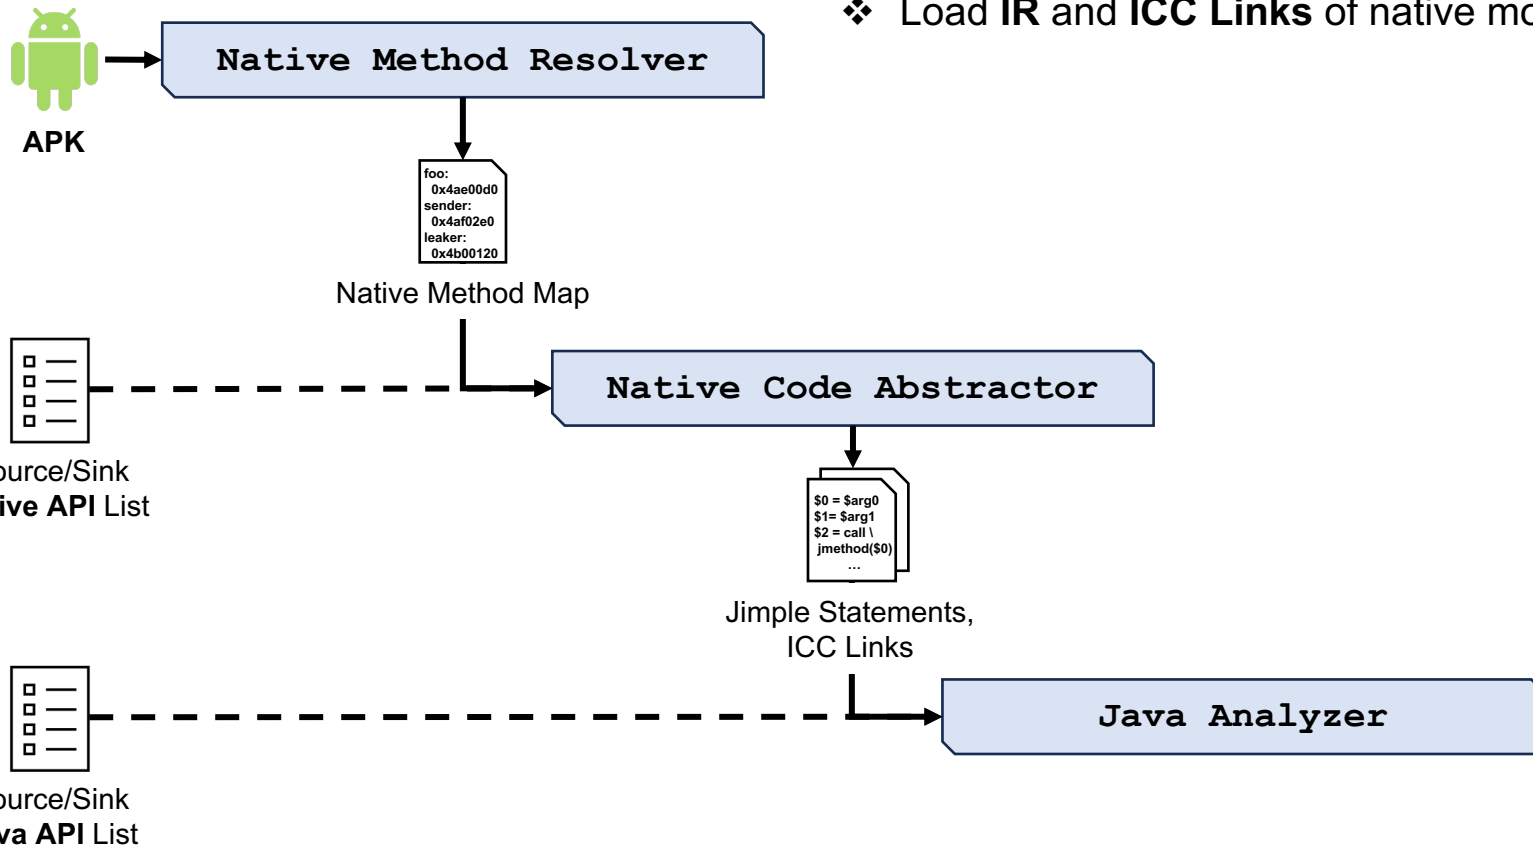 ❖ Load IR and ICC Links of native mo
Native Method Resolver
APK
foo:
0x4ae00d0
sender:
0x4af02e0
leaker:
0x4b00120
Native Method Map
Native Code Abstractor
ource/Sink
ive API List
$0 = $arg0
$1= $arg1
$2 = call \
jmethod($0)
...
Jimple Statements,
ICC Links
Java Analyzer
ource/Sink
va API List